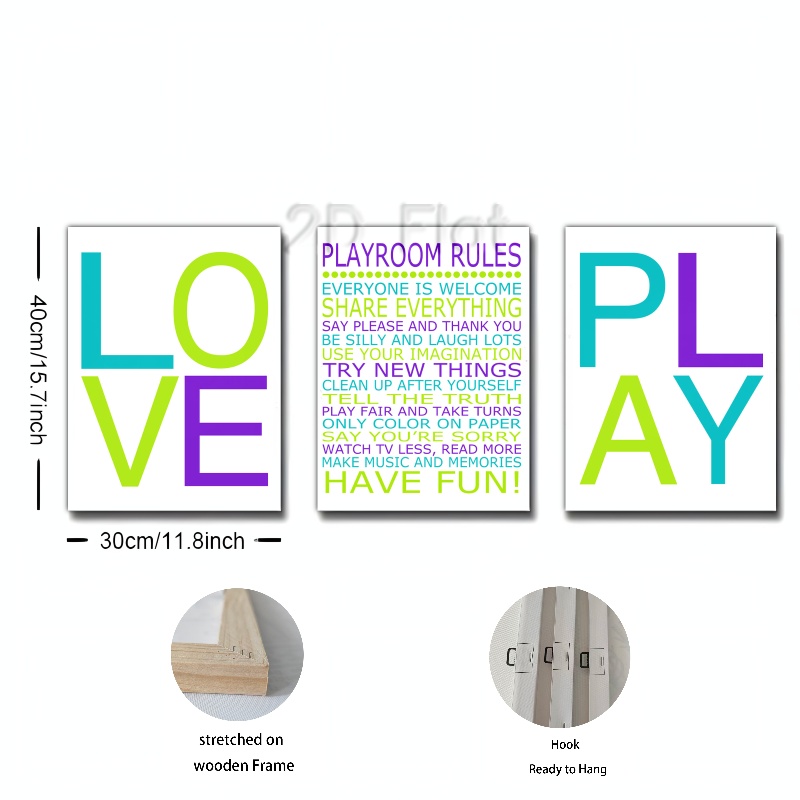 2D Flat
40cm/15.7inch
LO
VE
PLAYROOM RULES
EVERYONE IS WELCOME
SHARE EVERYTHING
SAY PLEASE AND THANK YOU
BE SILLY AND LAUGH LOTS
USE YOUR IMAGINATION
TRY NEW THINGS
CLEAN UP AFTER YOURSELF
TELL THE TRUTH
PLAY FAIR AND TAKE TURNS
ONLY COLOR ON PAPER
SAY YOU'RE SORRY
WATCH TV LESS, READ MORE
MAKE MUSIC AND MEMORIES
HAVE FUN!
PL
AY
30cm/11.8inch
stretched on
wooden Frame
Hook
Ready to Hang